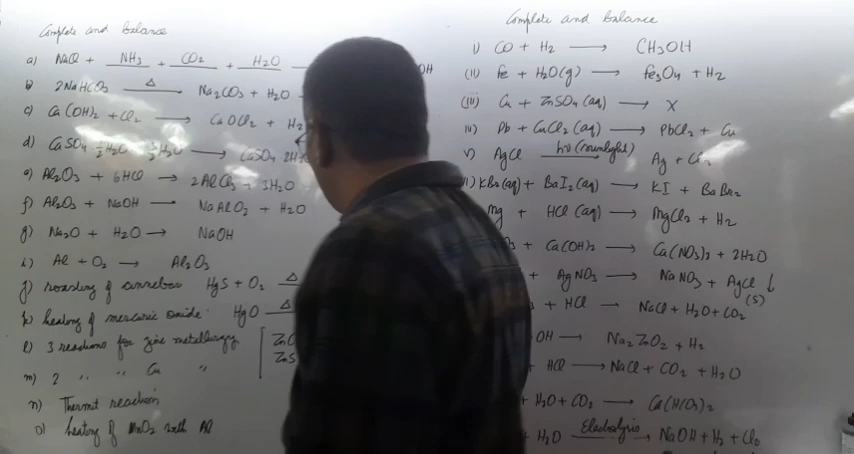 Complete and balance
a) NaCl + NH3 + CO2 + H2O
b) 2NaHCO3 Δ → Na2CO3 + H2O
c) Ca(OH)2 + Cl2 → CaOCl2 + H2
d) CaSO4 ½H2O → CaSO4 2H2O
e) Al2O3 + 6HCl → 2AlCl3 + 3H2O
f) Al2O3 + NaOH → NaAlO2 + H2O
g) Na2O + H2O → NaOH
i) Al + O2 → Al2O3
j) roasting of cinnabar HgS + O2 Δ
k) heating of mercuric oxide HgO Δ
l) 3 reactions for zinc metallurgy
ZnS
m) 2 " " Cu "
n) Thermit reaction
o) heating of MnO2 with Al
Complete and balance
i) CO + H2 → CH3OH
(ii) Fe + H2O(g) → Fe3O4 + H2
(iii) Cu + ZnSO4(aq) → X
iv) Pb + CuCl2(aq) → PbCl2 + Cu
v) AgCl hν(sunlight) → Ag + Cl2
KBr(aq) + BaI2(aq) → KI + BaBr2
Mg + HCl(aq) → MgCl2 + H2
+ Ca(OH)2 → Ca(NO3)2 + 2H2O
+ AgNO3 → NaNO3 + AgCl ↓
(S)
+ HCl → NaCl + H2O + CO2
OH → Na2ZnO2 + H2
+ HCl → NaCl + CO2 + H2O
+ H2O + CO2 → Ca(HCO3)2
+ H2O Electrolysis → NaOH + H2 + Cl2